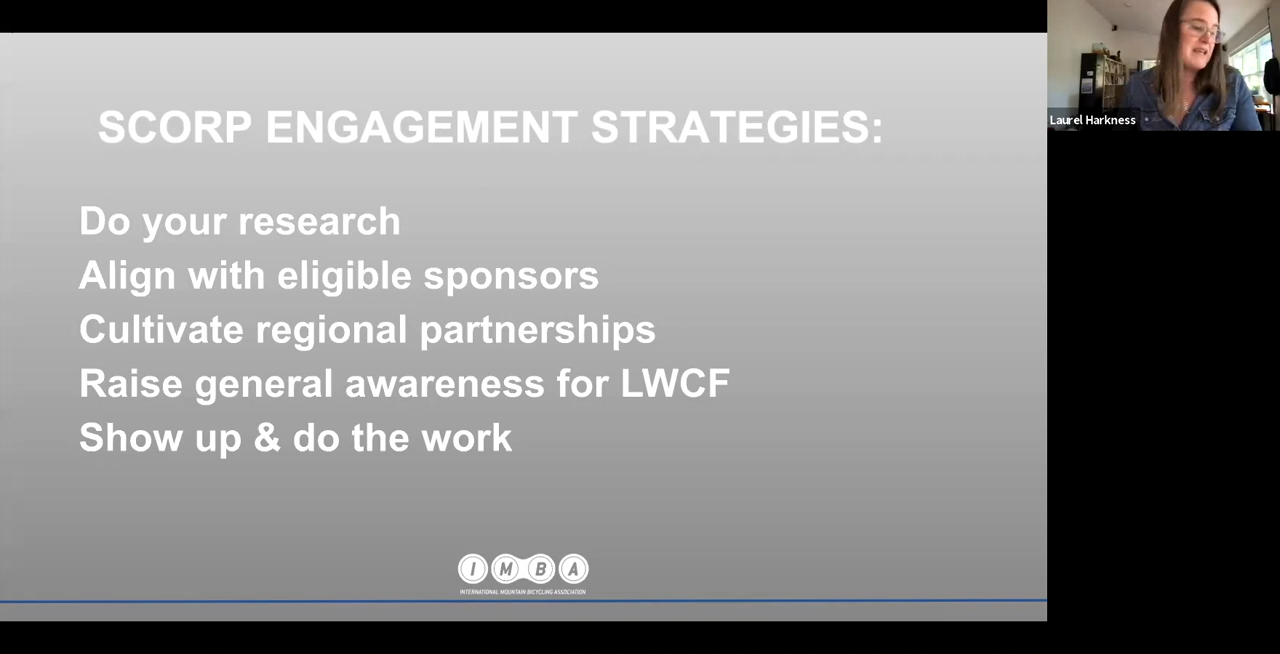 SCORP ENGAGEMENT STRATEGIES:
Do your research
Align with eligible sponsors
Cultivate regional partnerships
Raise general awareness for LWCF
Show up & do the work
IMBA
INTERNATIONAL MOUNTAIN BICYCLING ASSOCIATION
Laurel Harkness